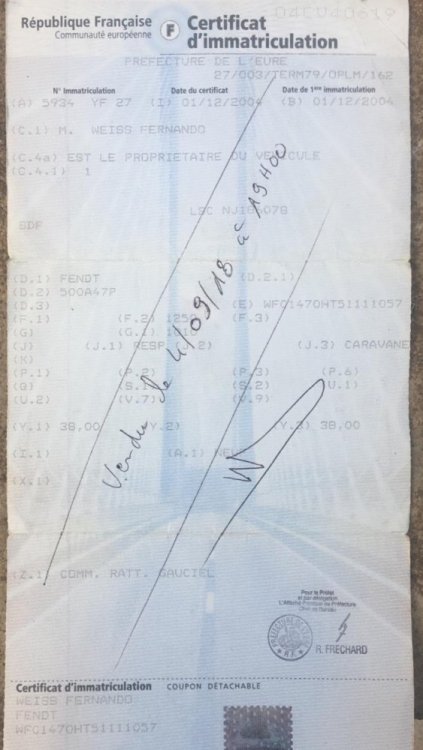 04CV40619
République Française
Communauté européenne
F
Certificat
d'immatriculation
PREFECTURE DE L'EURE
27/003/TERM79/OPLM/162
N° Immatriculation Date du certificat Date de 1ère immatriculation
(A) 5934 YF 27 (I) 01/12/2004 (B) 01/12/2004
(C.1) M. WEISS FERNANDO
(C.4a) EST LE PROPRIETAIRE DU VEHICULE
(C.4.1) 1
SDF
(D.1) FENDT (D.2.1)
(D.2) 500A47P
(D.3) (E) WFC1470HT51111057
(F.1) (F.2) 1250 (F.3)
(G) (G.1)
(J) (J.1) RESP (J.2) (J.3) CARAVANE
(K)
(P.1) (P.2) (P.3) (P.6)
(Q) (S.1) (S.2) (U.1)
(U.2) (V.7) (V.9)
(Y.1) 38,00 (Y.2) (Y.3) 38,00
(I.1) (A.1)
(X.1)
Vendu le 4/09/18 à 19H00
W
(Z.1) COMM. RATT. GAUCIEL
Pour le Préfet
et par délégation
R. FRECHARD
Certificat d'immatriculation COUPON DÉTACHABLE
WEISS FERNANDO
FENDT
WFC1470HT51111057